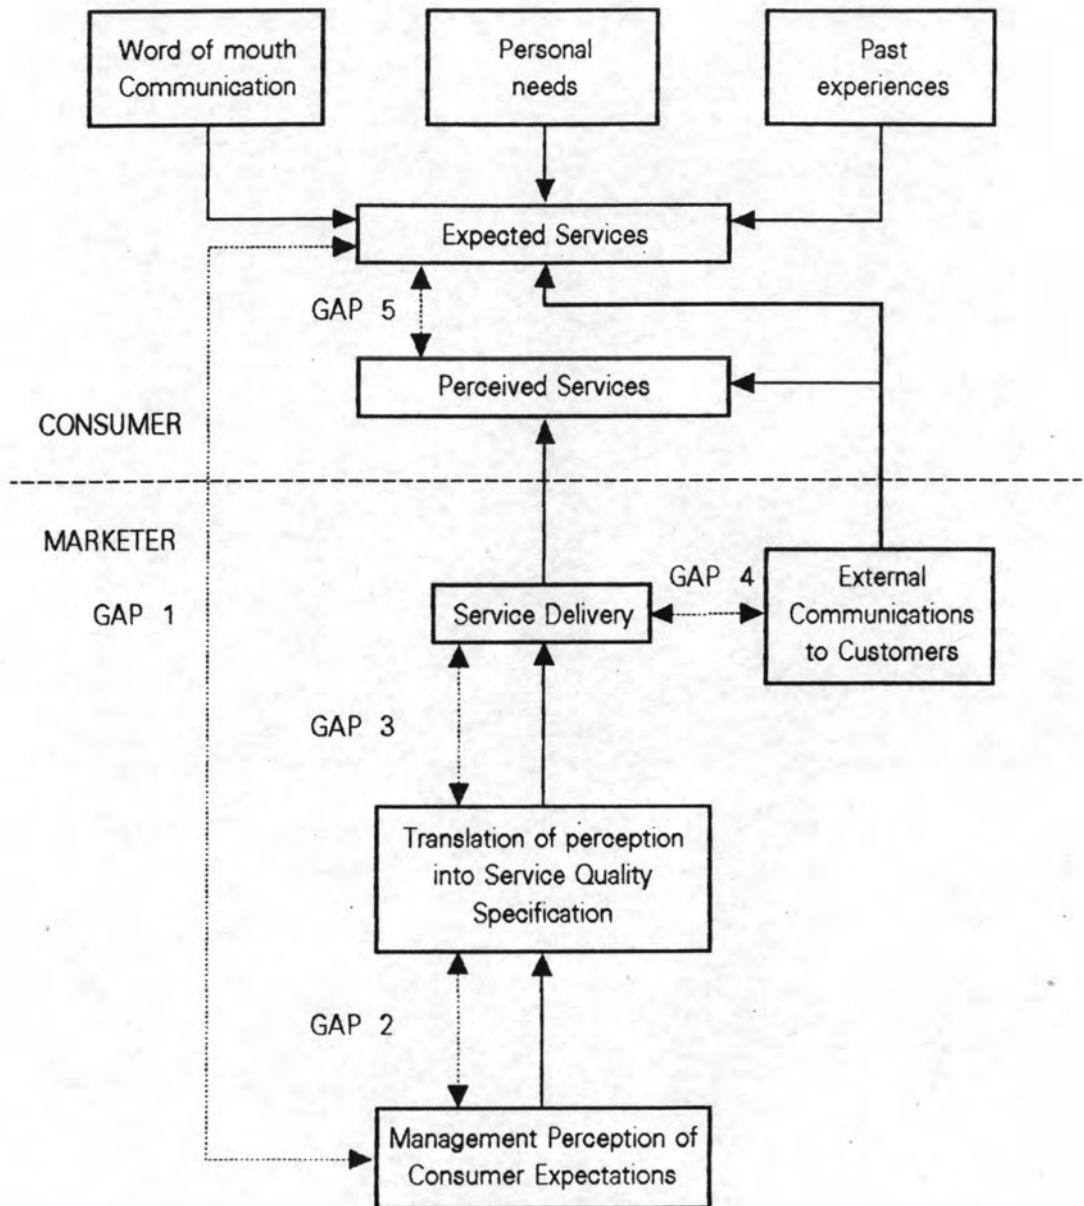 Word of mouth
Communication
Personal
needs
Past
experiences
Expected Services
GAP 5
Perceived Services
CONSUMER
MARKETER
GAP 1
GAP 4
Service Delivery
External
Communications
to Customers
GAP 3
Translation of perception
into Service Quality
Specification
GAP 2
Management Perception of
Consumer Expectations